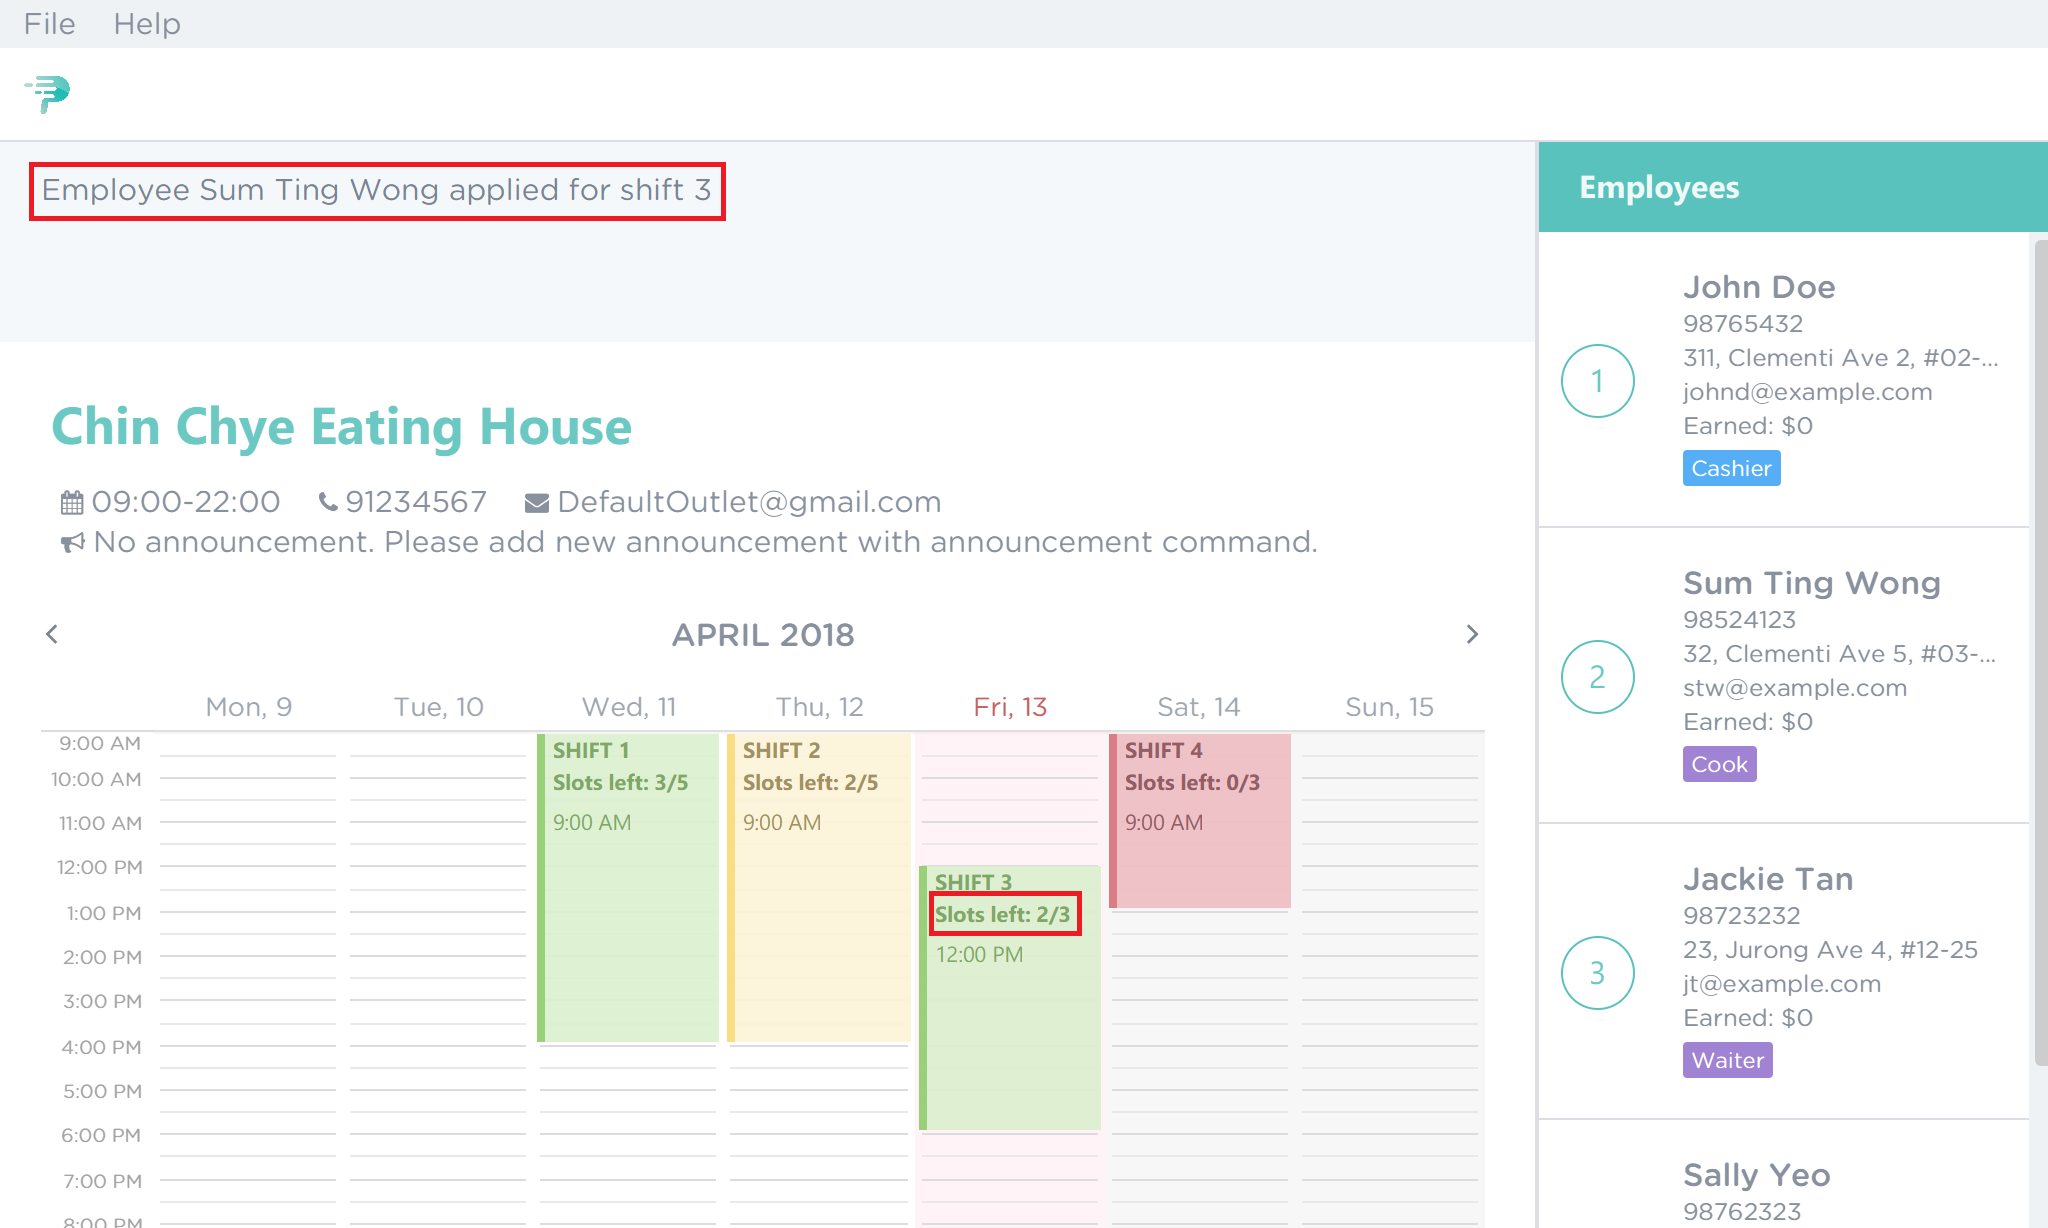 File Help
Employee Sum Ting Wong applied for shift 3
Chin Chye Eating House
09:00-22:00 91234567 DefaultOutlet@gmail.com
No announcement. Please add new announcement with announcement command.
APRIL 2018
Mon, 9 Tue, 10 Wed, 11 Thu, 12 Fri, 13 Sat, 14 Sun, 15
9:00 AM
10:00 AM
11:00 AM
12:00 PM
1:00 PM
2:00 PM
3:00 PM
4:00 PM
5:00 PM
6:00 PM
7:00 PM
8:00 PM
SHIFT 1
Slots left: 3/5
9:00 AM
SHIFT 2
Slots left: 2/5
9:00 AM
SHIFT 3
Slots left: 2/3
12:00 PM
SHIFT 4
Slots left: 0/3
9:00 AM
Employees
1
John Doe
98765432
311, Clementi Ave 2, #02-...
johnd@example.com
Earned: $0
Cashier
2
Sum Ting Wong
98524123
32, Clementi Ave 5, #03-...
stw@example.com
Earned: $0
Cook
3
Jackie Tan
98723232
23, Jurong Ave 4, #12-25
jt@example.com
Earned: $0
Waiter
Sally Yeo
98762323